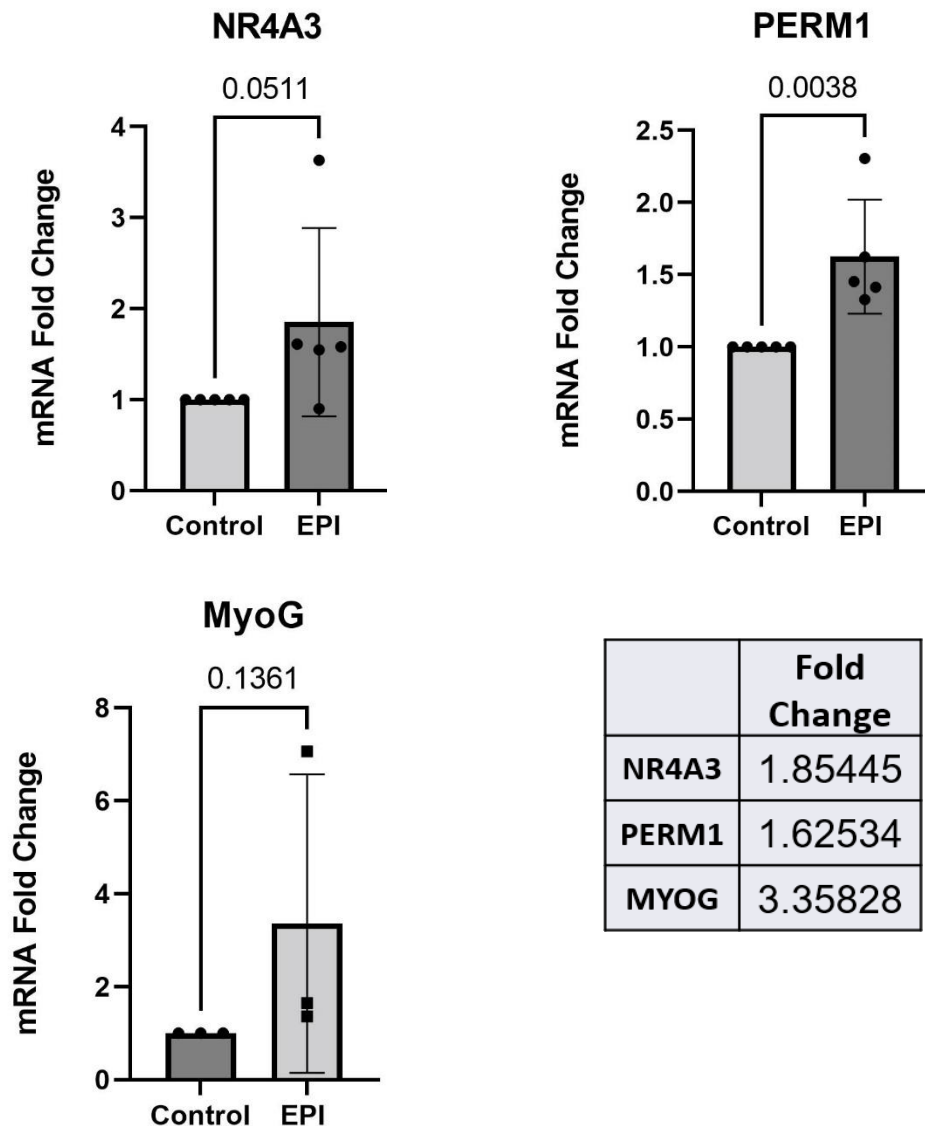 NR4A3
0.0511
mRNA Fold Change
4
3
2
1
0
Control EPI
PERM1
0.0038
mRNA Fold Change
2.5
2.0
1.5
1.0
0.5
0.0
Control EPI
MyoG
0.1361
mRNA Fold Change
8
6
4
2
0
Control EPI
Fold
Change
NR4A3 1.85445
PERM1 1.62534
MYOG 3.35828